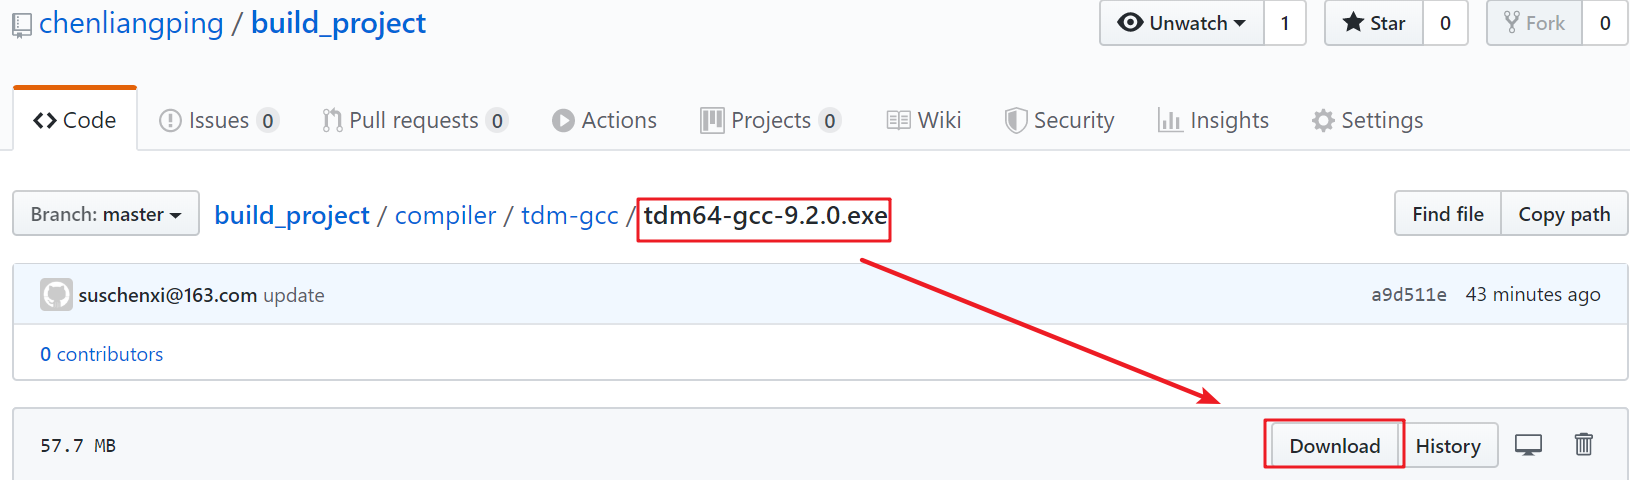 chenliangping / build_project
Unwatch 1 Star 0 Fork 0
Code Issues 0 Pull requests 0 Actions Projects 0 Wiki Security Insights Settings
Branch: master build_project / compiler / tdm-gcc / tdm64-gcc-9.2.0.exe Find file Copy path
suschenxi@163.com update a9d511e 43 minutes ago
0 contributors
57.7 MB Download History